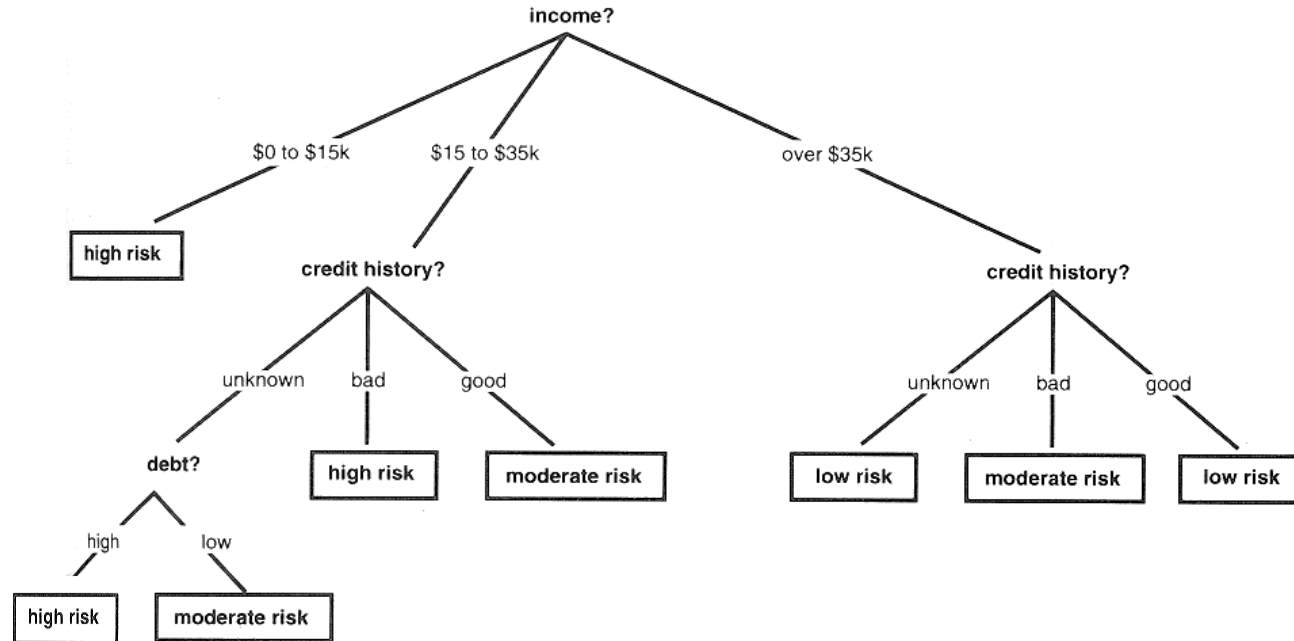 income?
$0 to $15k
$15 to $35k
over $35k
high risk
credit history?
credit history?
unknown
bad
good
unknown
bad
good
debt?
high risk
moderate risk
low risk
moderate risk
low risk
high
low
high risk
moderate risk